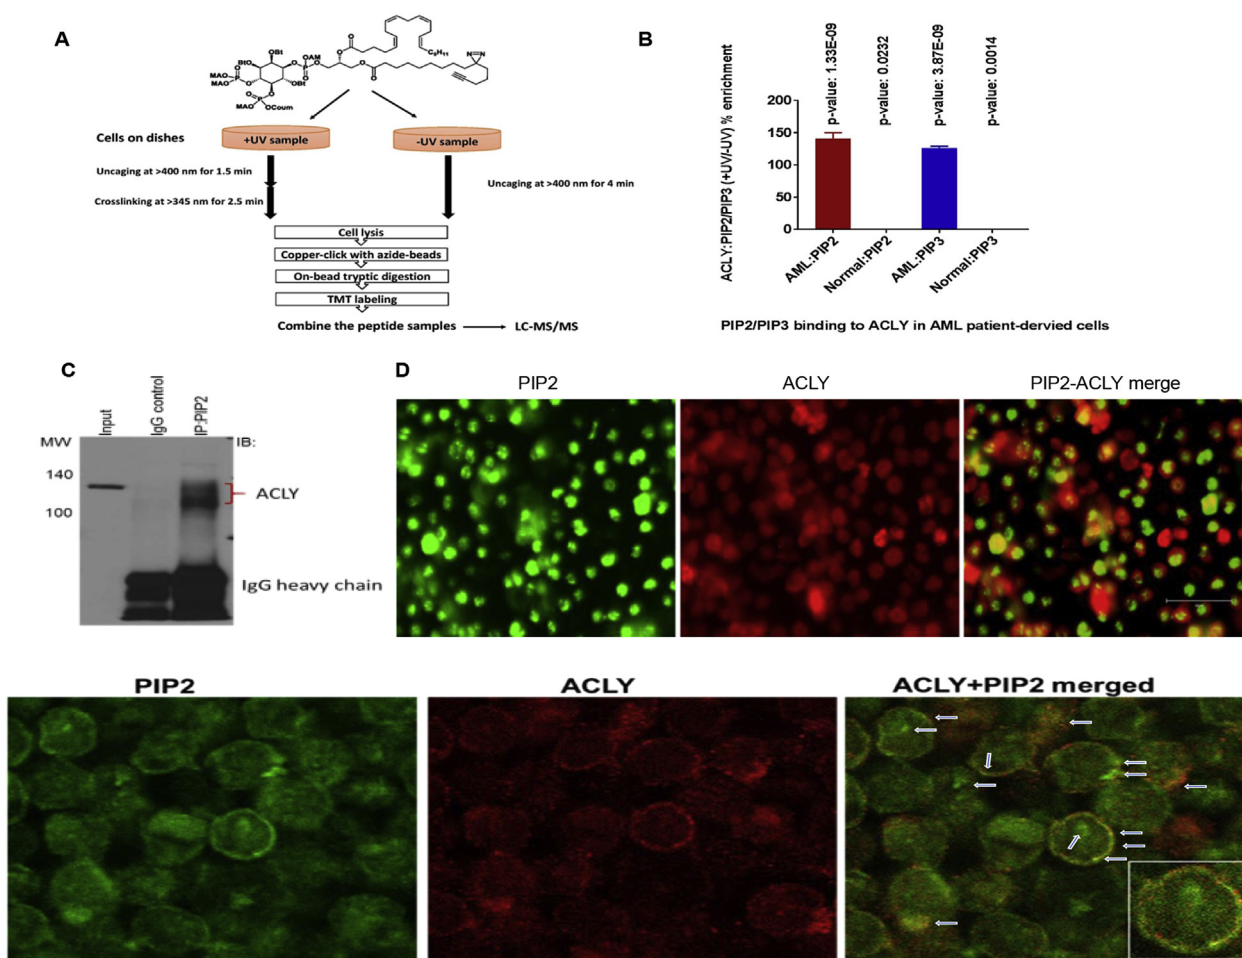 A
OBt
BtO
OAM
MAO
MAO
OBt
MAO
OCoum
C5H11
N=N
Cells on dishes
+UV sample
-UV sample
Uncaging at >400 nm for 1.5 min
Crosslinking at >345 nm for 2.5 min
Uncaging at >400 nm for 4 min
Cell lysis
Copper-click with azide-beads
On-bead tryptic digestion
TMT labeling
Combine the peptide samples
LC-MS/MS
B
p-value: 1.33E-09
p-value: 0.0232
p-value: 3.87E-09
p-value: 0.0014
ACLY:PIP2/PIP3 (+UV/-UV) % enrichment
200
150
100
50
0
AML:PIP2
Normal:PIP2
AML:PIP3
Normal:PIP3
PIP2/PIP3 binding to ACLY in AML patient-dervied cells
C
Input
IgG control
IP:PIP2
MW
IB:
140
100
ACLY
IgG heavy chain
D
PIP2
ACLY
PIP2-ACLY merge
PIP2
ACLY
ACLY+PIP2 merged